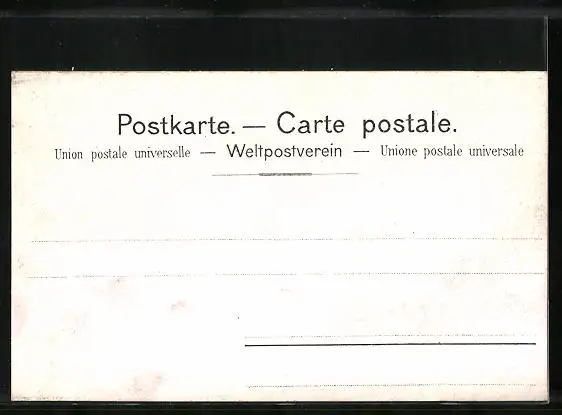 Postkarte. — Carte postale.
Union postale universelle — Weltpostverein — Unione postale universale